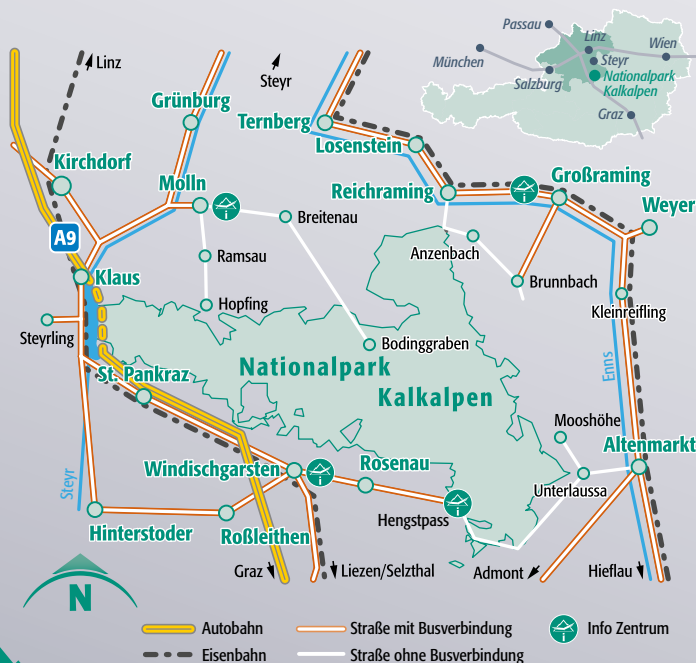 Passau
Linz
Wien
München
Steyr
Salzburg
Nationalpark
Kalkalpen
Graz
Linz
Steyr
Grünburg
Ternberg
Losenstein
Kirchdorf
Molln
Reichraming
Großraming
Weyer
Breitenau
A9
Ramsau
Anzenbach
Klaus
Brunnbach
Hopfing
Kleinreifling
Steyrling
Bodinggraben
St. Pankraz
Nationalpark
Kalkalpen
Enns
Mooshöhe
Altenmarkt
Windischgarsten
Rosenau
Steyr
Unterlaussa
Hengstpass
Hinterstoder
Roßleithen
Graz
Liezen/Selzthal
Admont
Hieflau
N
Autobahn
Straße mit Busverbindung
Info Zentrum
Eisenbahn
Straße ohne Busverbindung